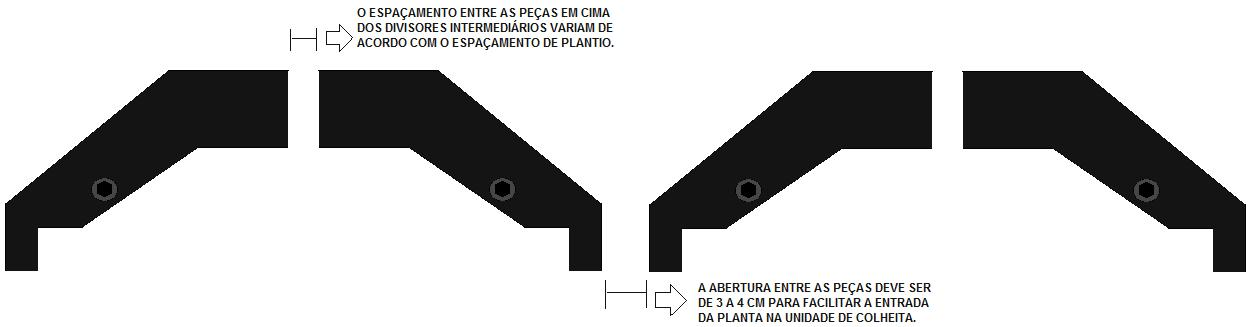 O ESPAÇAMENTO ENTRE AS PEÇAS EM CIMA
DOS DIVISORES INTERMEDIÁRIOS VARIAM DE
ACORDO COM O ESPAÇAMENTO DE PLANTIO.
A ABERTURA ENTRE AS PEÇAS DEVE SER
DE 3 A 4 CM PARA FACILITAR A ENTRADA
DA PLANTA NA UNIDADE DE COLHEITA.